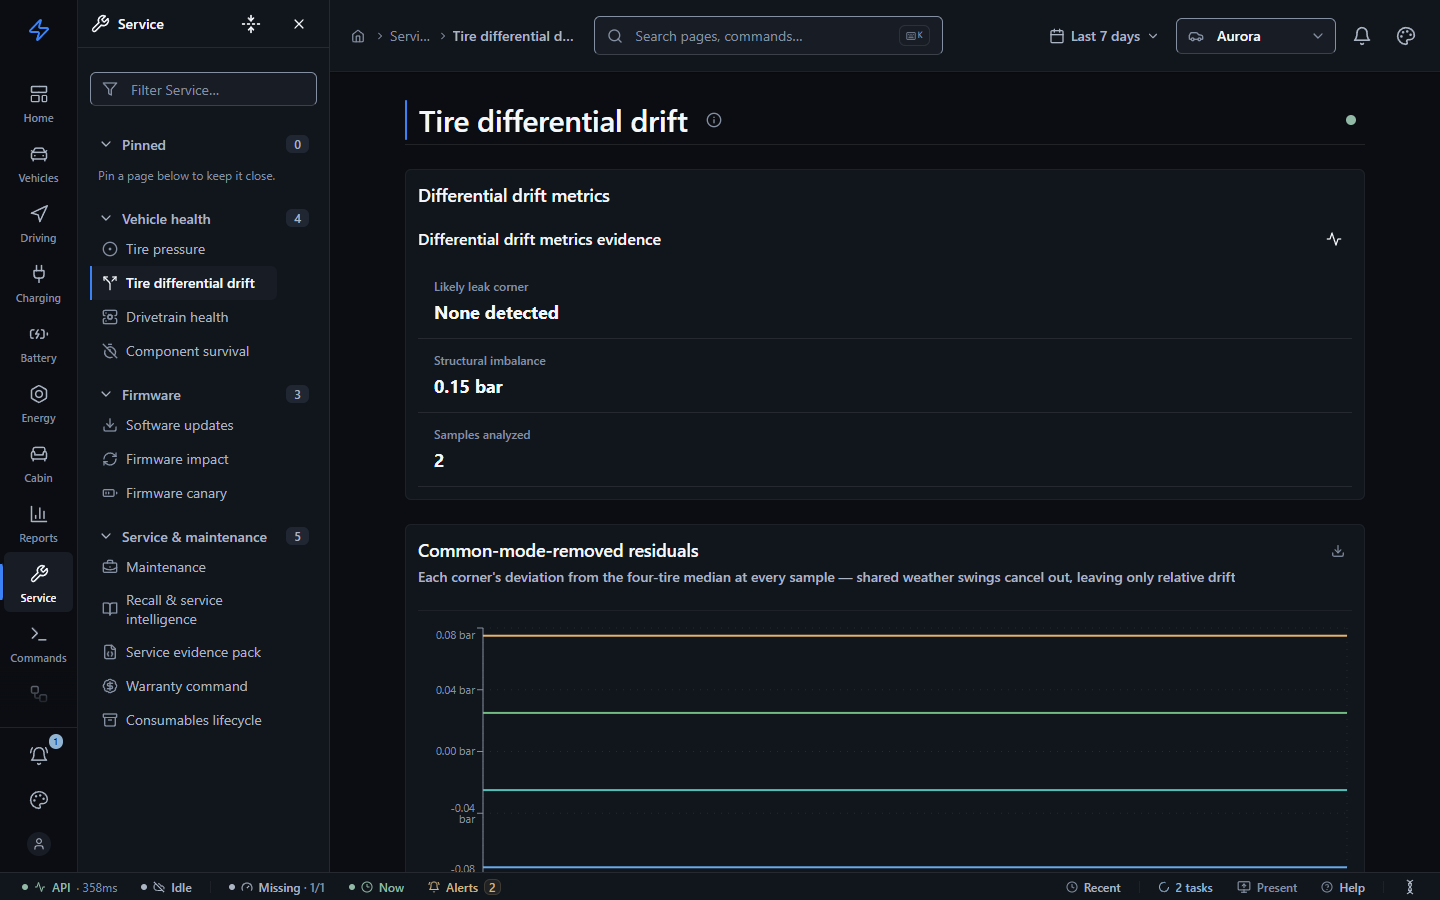 Service
Servi...
Tire differential d...
Search pages, commands...
K
Last 7 days
Aurora
Home
Vehicles
Driving
Charging
Battery
Energy
Cabin
Reports
Service
Commands
1
Filter Service...
Pinned
0
Pin a page below to keep it close.
Vehicle health
4
Tire pressure
Tire differential drift
Drivetrain health
Component survival
Firmware
3
Software updates
Firmware impact
Firmware canary
Service & maintenance
5
Maintenance
Recall & service
intelligence
Service evidence pack
Warranty command
Consumables lifecycle
Tire differential drift
Differential drift metrics
Differential drift metrics evidence
Likely leak corner
None detected
Structural imbalance
0.15 bar
Samples analyzed
2
Common-mode-removed residuals
Each corner's deviation from the four-tire median at every sample — shared weather swings cancel out, leaving only relative drift
0.08 bar
0.04 bar
0.00 bar
-0.04
bar
-0.08
API · 358ms
Idle
Missing · 1/1
Now
Alerts 2
Recent
2 tasks
Present
Help